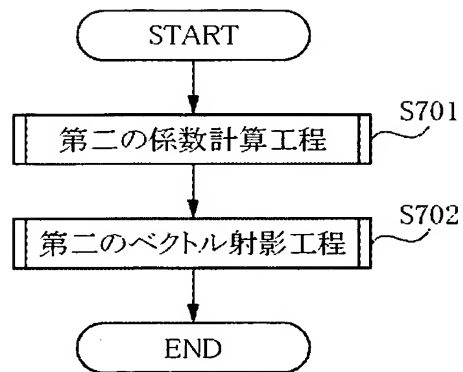 START
第二の係数計算工程
S701
第二のベクトル射影工程
S702
END